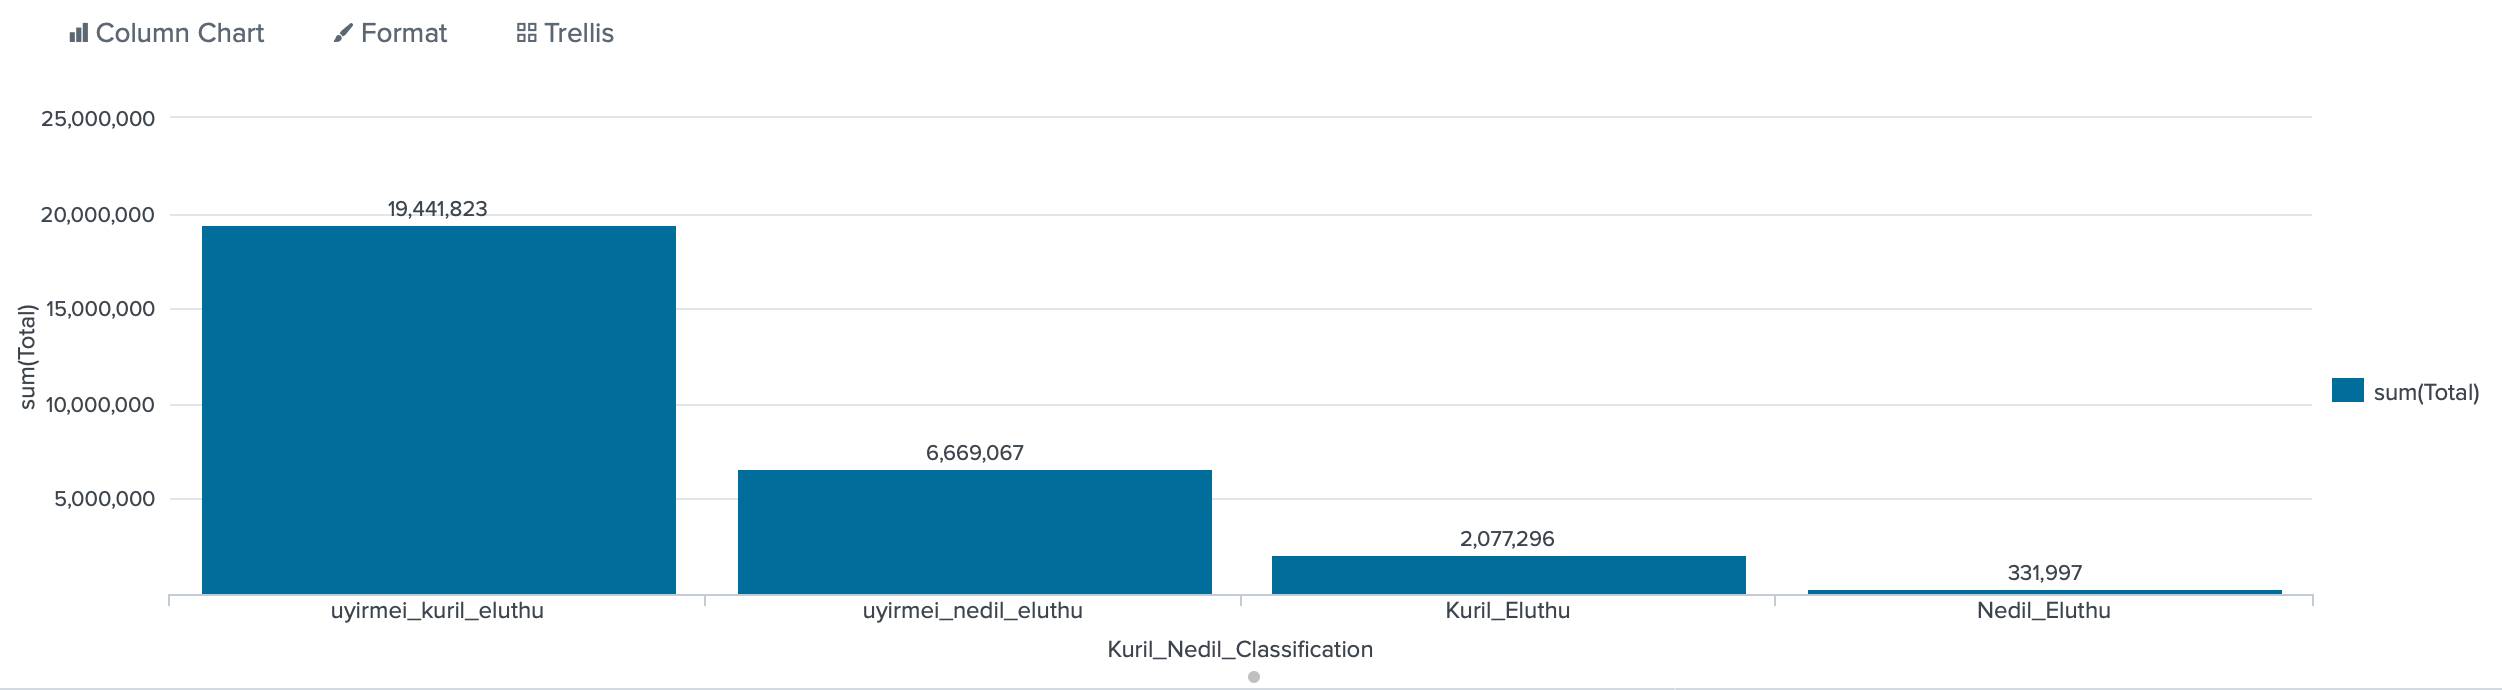 Column Chart Format Trellis
25,000,000
20,000,000
15,000,000
10,000,000
5,000,000
sum(Total)
19,441,823
6,669,067
2,077,296
331,997
uyirmei_kuril_eluthu uyirmei_nedil_eluthu Kuril_Eluthu Nedil_Eluthu
Kuril_Nedil_Classification
sum(Total)